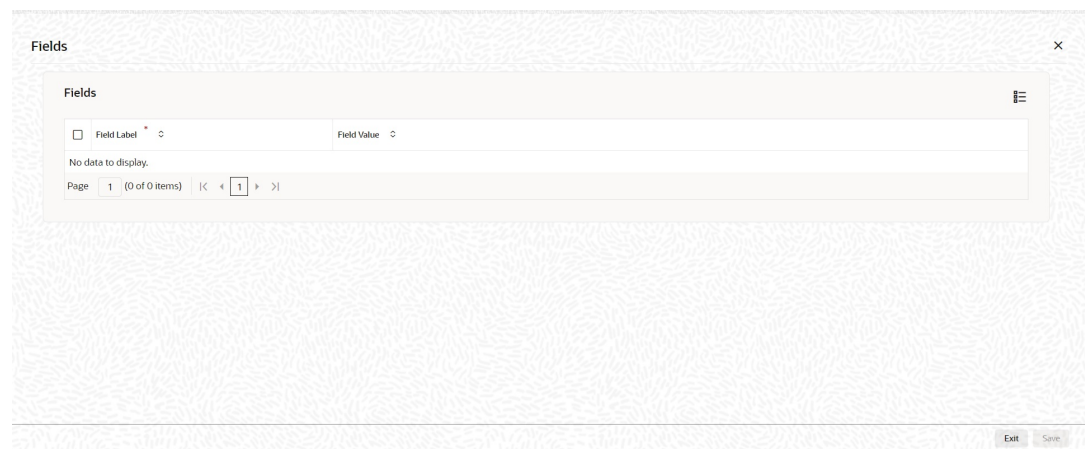 Fields
Fields
Field Label * Field Value
No data to display.
Page 1 (0 of 0 items) 1
Exit Save